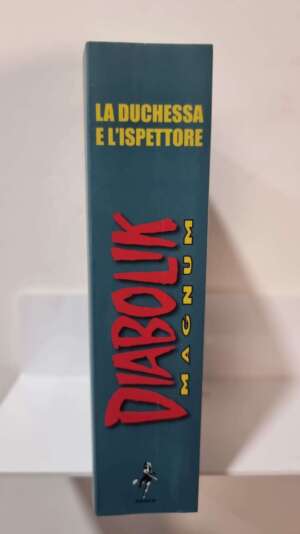 LA DUCHESSA
E L'ISPETTORE
DIABOLIK
MAGNUM